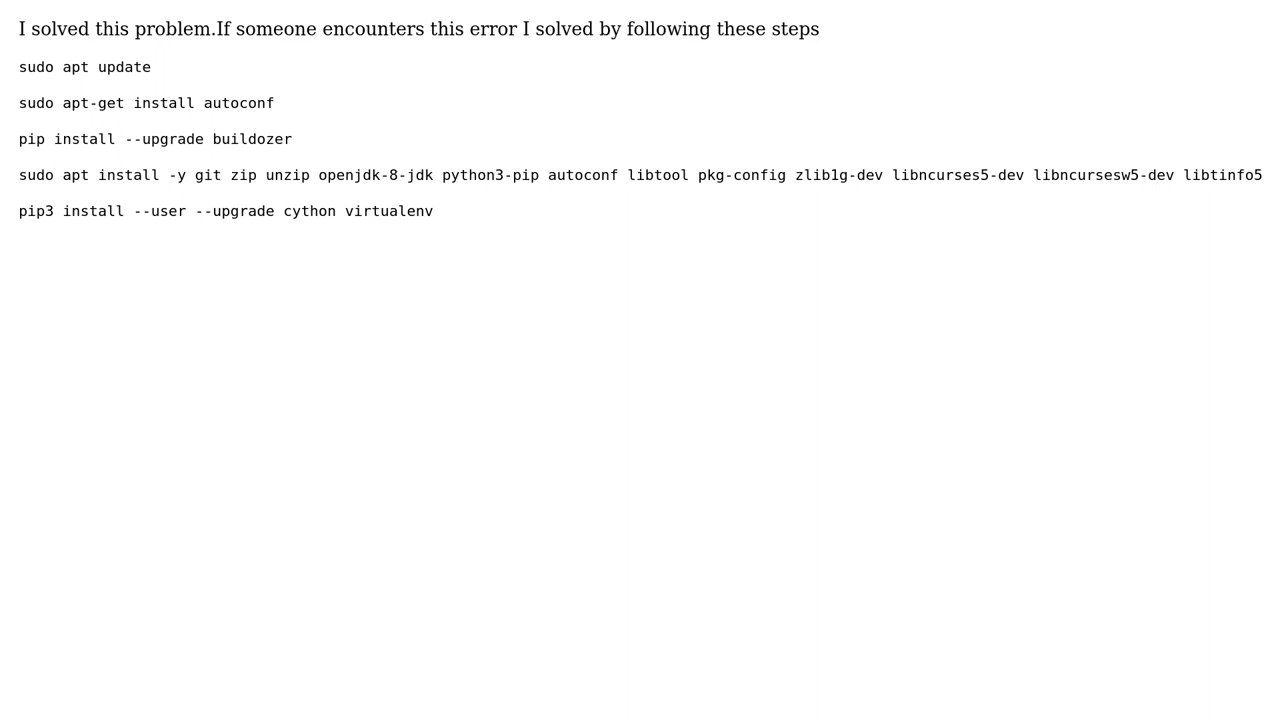 I solved this problem.If someone encounters this error I solved by following these steps
sudo apt update
sudo apt-get install autoconf
pip install --upgrade buildozer
sudo apt install -y git zip unzip openjdk-8-jdk python3-pip autoconf libtool pkg-config zlib1g-dev libncurses5-dev libncursesw5-dev libtinfo5
pip3 install --user --upgrade cython virtualenv